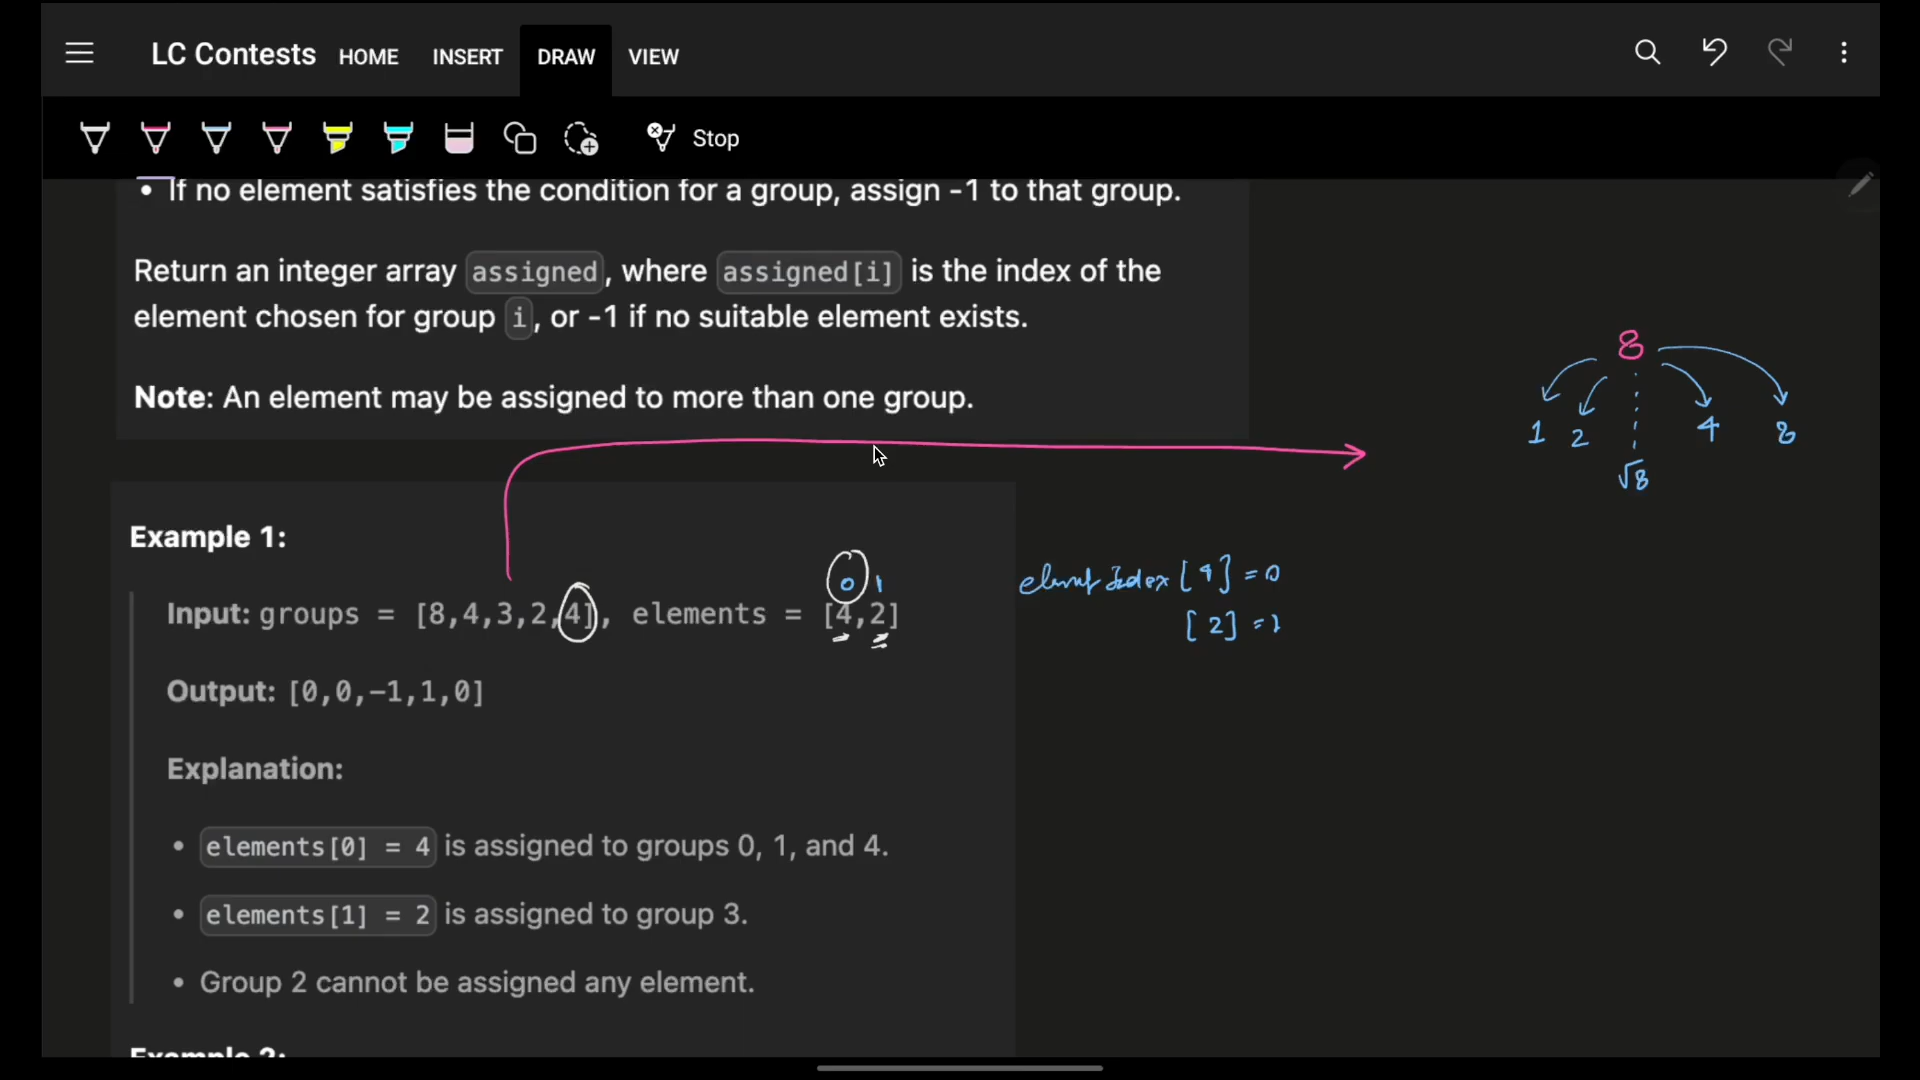 LC Contests HOME INSERT DRAW VIEW
Stop
• If no element satisfies the condition for a group, assign -1 to that group.
Return an integer array assigned, where assigned[i] is the index of the
element chosen for group i, or -1 if no suitable element exists.
Note: An element may be assigned to more than one group.
8
1 2 4 8
√8
Example 1:
0 1
Input: groups = [8,4,3,2,4], elements = [4,2]
[4] = 0
[2] = 1
Output: [0,0,-1,1,0]
Explanation:
• elements[0] = 4 is assigned to groups 0, 1, and 4.
• elements[1] = 2 is assigned to group 3.
• Group 2 cannot be assigned any element.
Example 2: